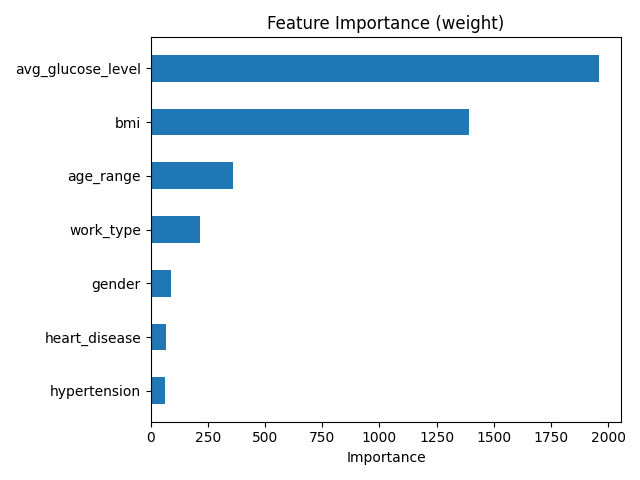 Feature Importance (weight)
avg_glucose_level
bmi
age_range
work_type
gender
heart_disease
hypertension
0 250 500 750 1000 1250 1500 1750 2000
Importance